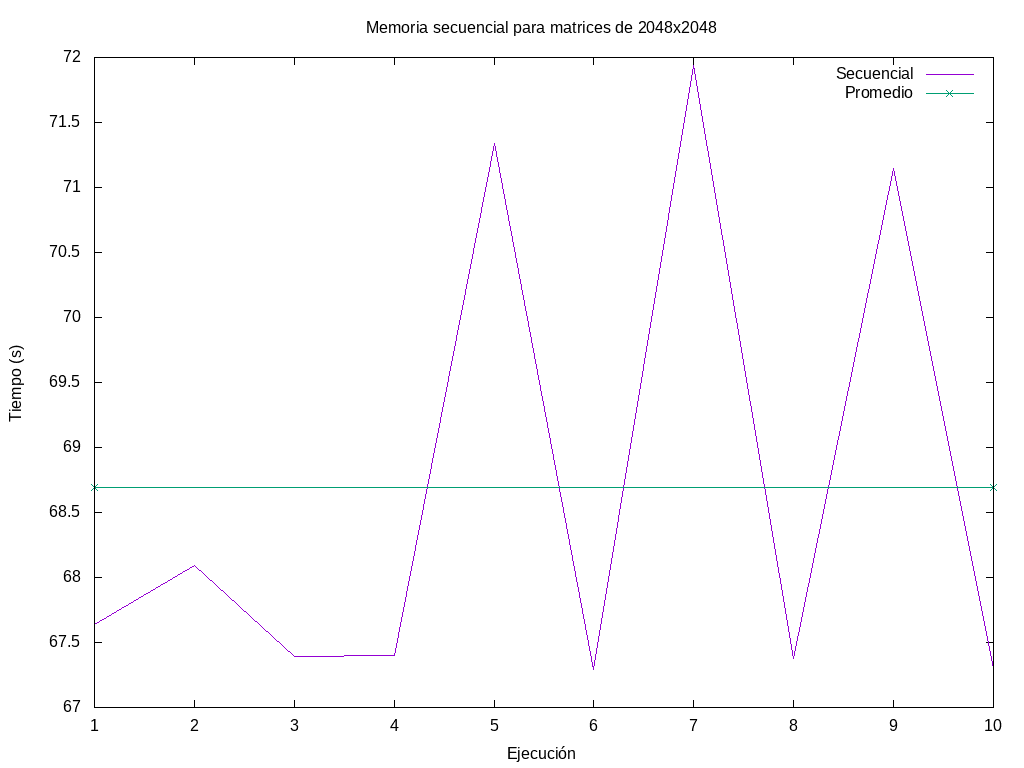 Memoria secuencial para matrices de 2048x2048
72
71.5
71
70.5
70
69.5
69
68.5
68
67.5
67
Secuencial
Promedio
Tiempo (s)
1 2 3 4 5 6 7 8 9 10
Ejecución